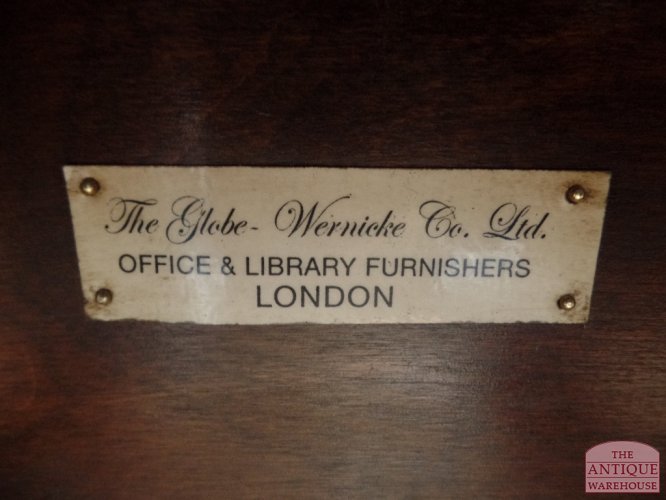 The Globe- Wernicke Co. Ltd.
OFFICE & LIBRARY FURNISHERS
LONDON
THE
ANTIQUE
WAREHOUSE